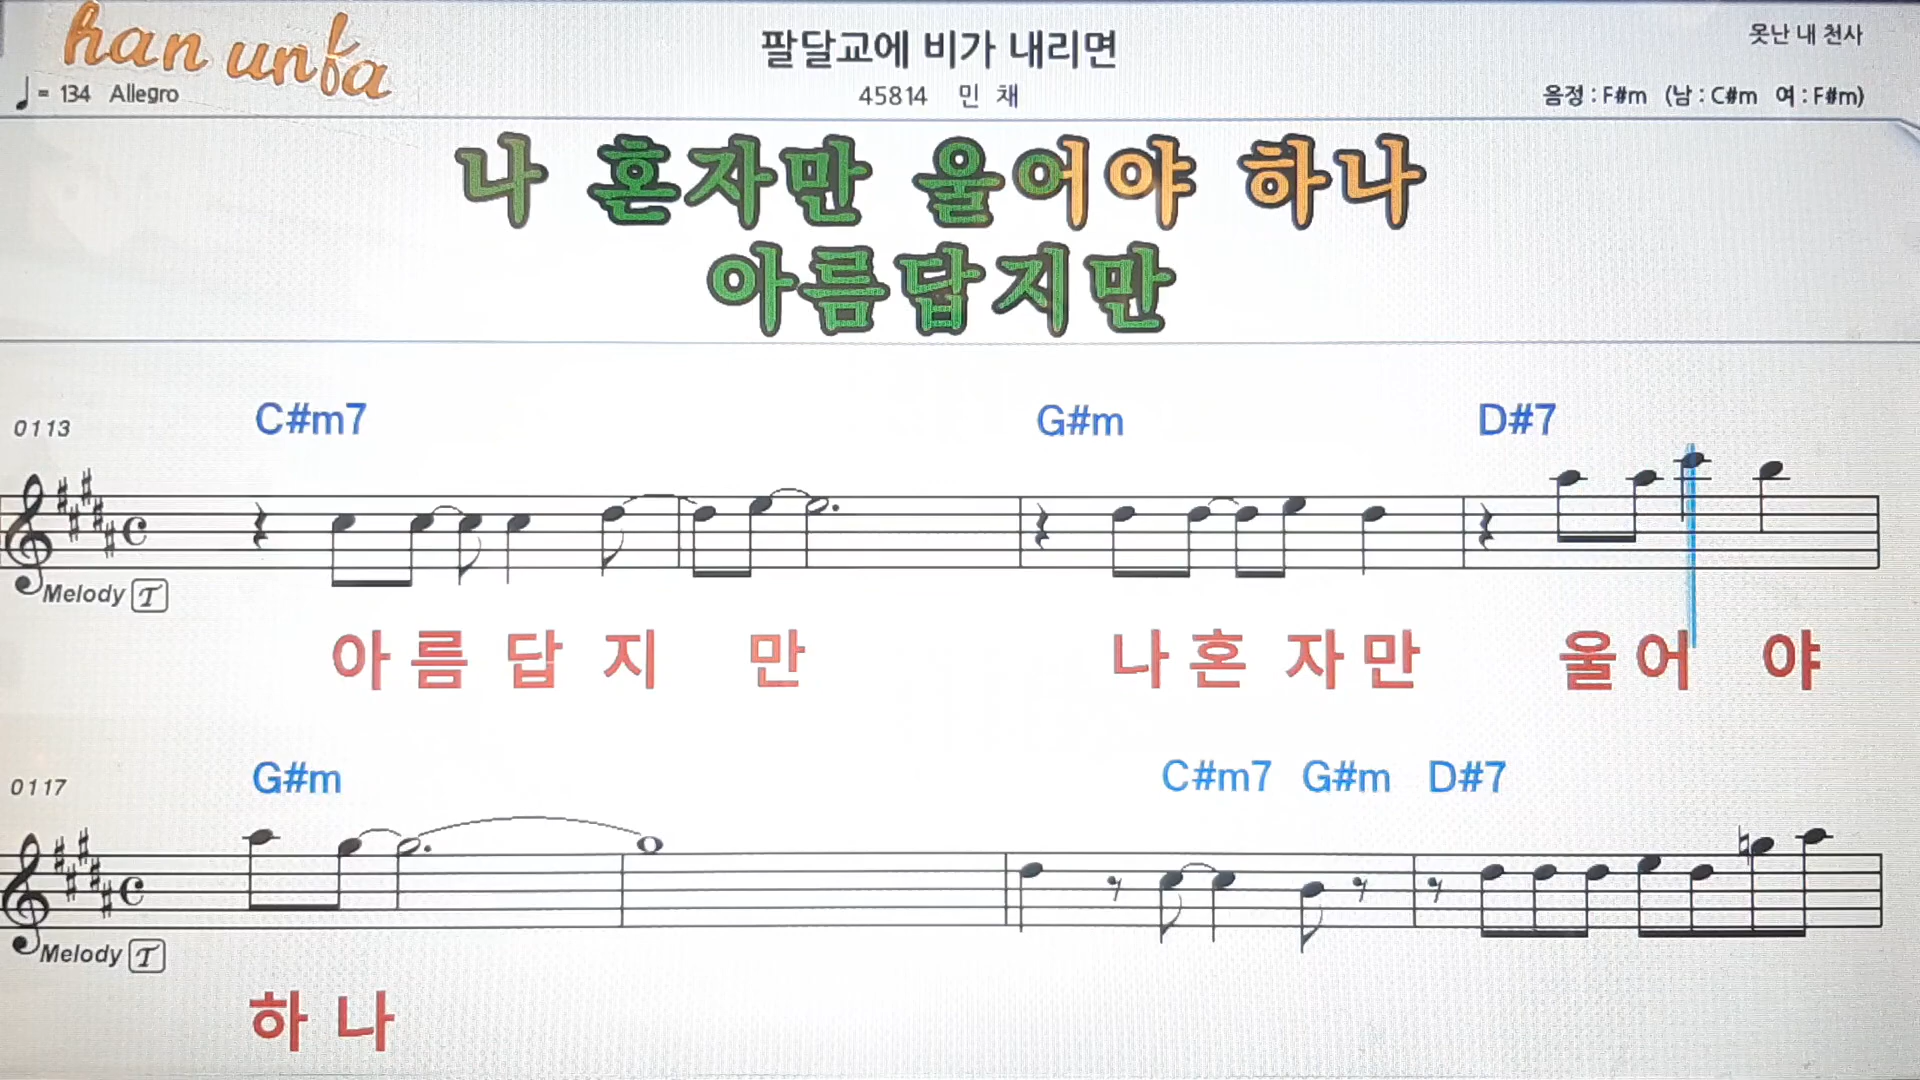 han unfa
팔달교에 비가 내리면
못난 내 천사
♩= 134 Allegro
45814 민 채
음정 : F#m (남 : C#m 여 : F#m)
나 혼자만 울어야 하나
아름답지만
0113 C#m7 G#m D#7
Melody T
아 름 답 지 만 나 혼 자 만 울 어 야
0117 G#m C#m7 G#m D#7
Melody T
하 나